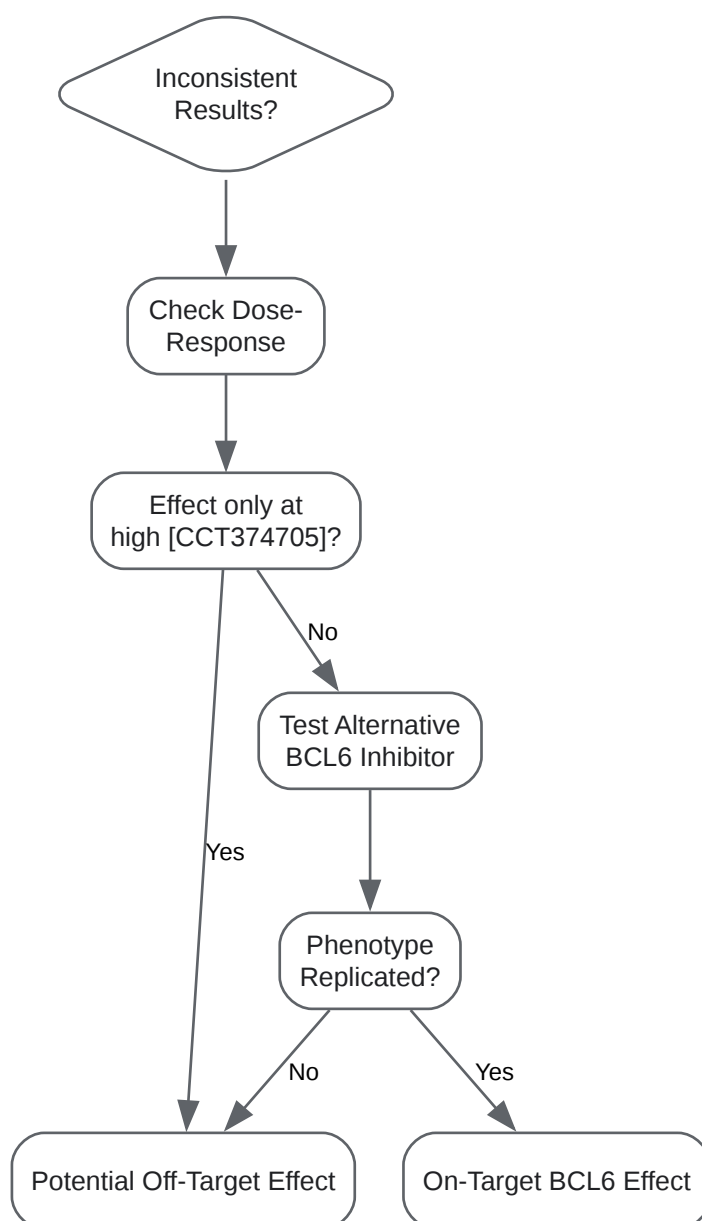 Inconsistent
Results?
Check Dose-
Response
Effect only at
high [CCT374705]?
No
Test Alternative
BCL6 Inhibitor
Yes
Phenotype
Replicated?
No
Yes
Potential Off-Target Effect
On-Target BCL6 Effect